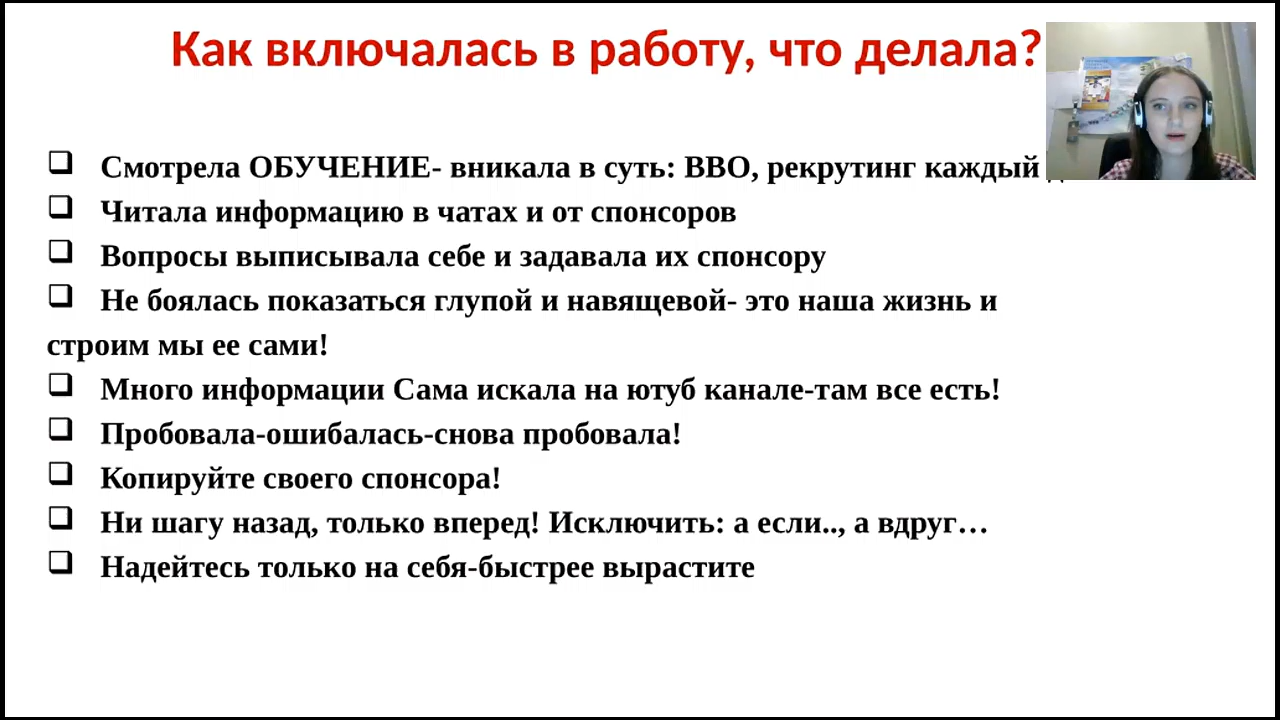 Как включалась в работу, что делала?
Смотрела ОБУЧЕНИЕ- вникала в суть: ВВО, рекрутинг каждый
Читала информацию в чатах и от спонсоров
Вопросы выписывала себе и задавала их спонсору
Не боялась показаться глупой и навящевой- это наша жизнь и
строим мы ее сами!
Много информации Сама искала на ютуб канале-там все есть!
Пробовала-ошибалась-снова пробовала!
Копируйте своего спонсора!
Ни шагу назад, только вперед! Исключить: а если.., а вдруг…
Надейтесь только на себя-быстрее вырастите